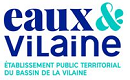 eaux&
Vilaine
ÉTABLISSEMENT PUBLIC TERRITORIAL
DU BASSIN DE LA VILAINE